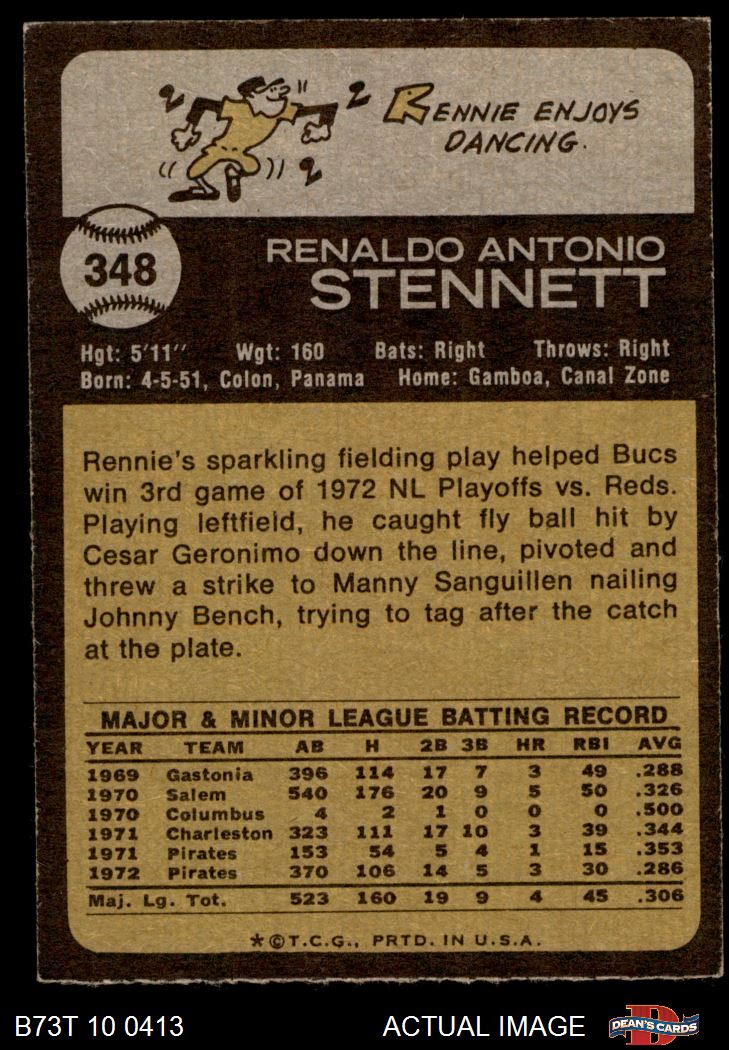 RENNIE ENJOYS
DANCING.
348
RENALDO ANTONIO
STENNETT
Hgt: 5'11" Wgt: 160 Bats: Right Throws: Right
Born: 4-5-51, Colon, Panama Home: Gamboa, Canal Zone
Rennie's sparkling fielding play helped Bucs
win 3rd game of 1972 NL Playoffs vs. Reds.
Playing leftfield, he caught fly ball hit by
Cesar Geronimo down the line, pivoted and
threw a strike to Manny Sanguillen nailing
Johnny Bench, trying to tag after the catch
at the plate.
MAJOR & MINOR LEAGUE BATTING RECORD
YEAR TEAM AB H 2B 3B HR RBI AVG
1969 Gastonia 396 114 17 7 3 49 .288
1970 Salem 540 176 20 9 5 50 .326
1970 Columbus 4 2 1 0 0 0 .500
1971 Charleston 323 111 17 10 3 39 .344
1971 Pirates 153 54 5 4 1 15 .353
1972 Pirates 370 106 14 5 3 30 .286
Maj. Lg. Tot. 523 160 19 9 4 45 .306
*©T.C.G., PRTD. IN U.S.A.
B73T 10 0413 ACTUAL IMAGE D DEAN'S CARDS